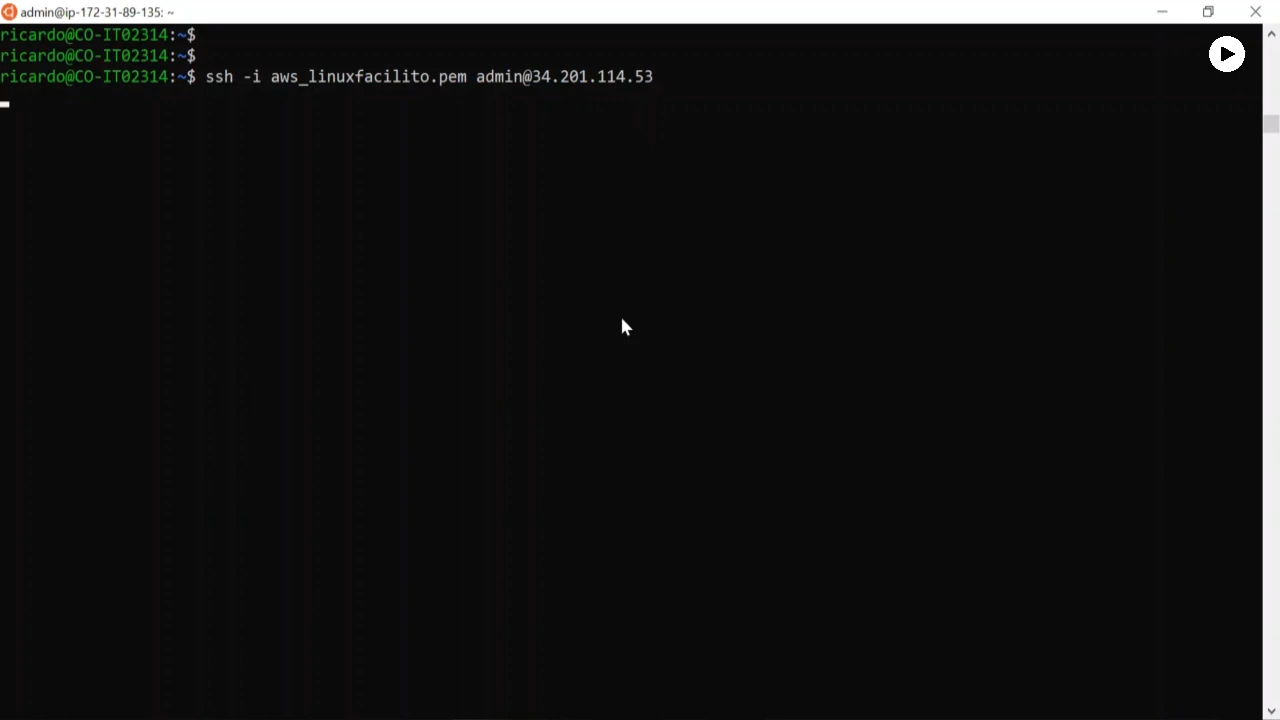 admin@ip-172-31-89-135: ~
ricardo@CO-IT02314:~$
ricardo@CO-IT02314:~$
ricardo@CO-IT02314:~$ ssh -i aws_linuxfacilito.pem admin@34.201.114.53